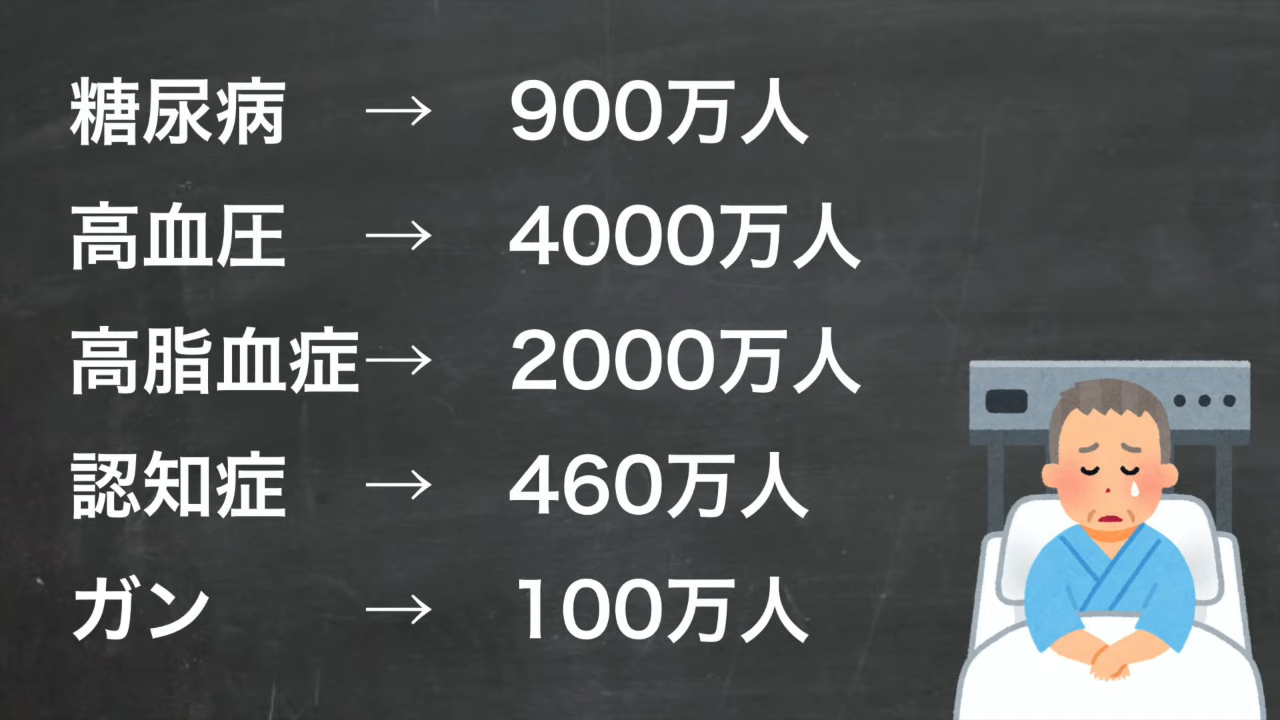 糖尿病 → 900万人
高血圧 → 4000万人
高脂血症→ 2000万人
認知症 → 460万人
ガン → 100万人